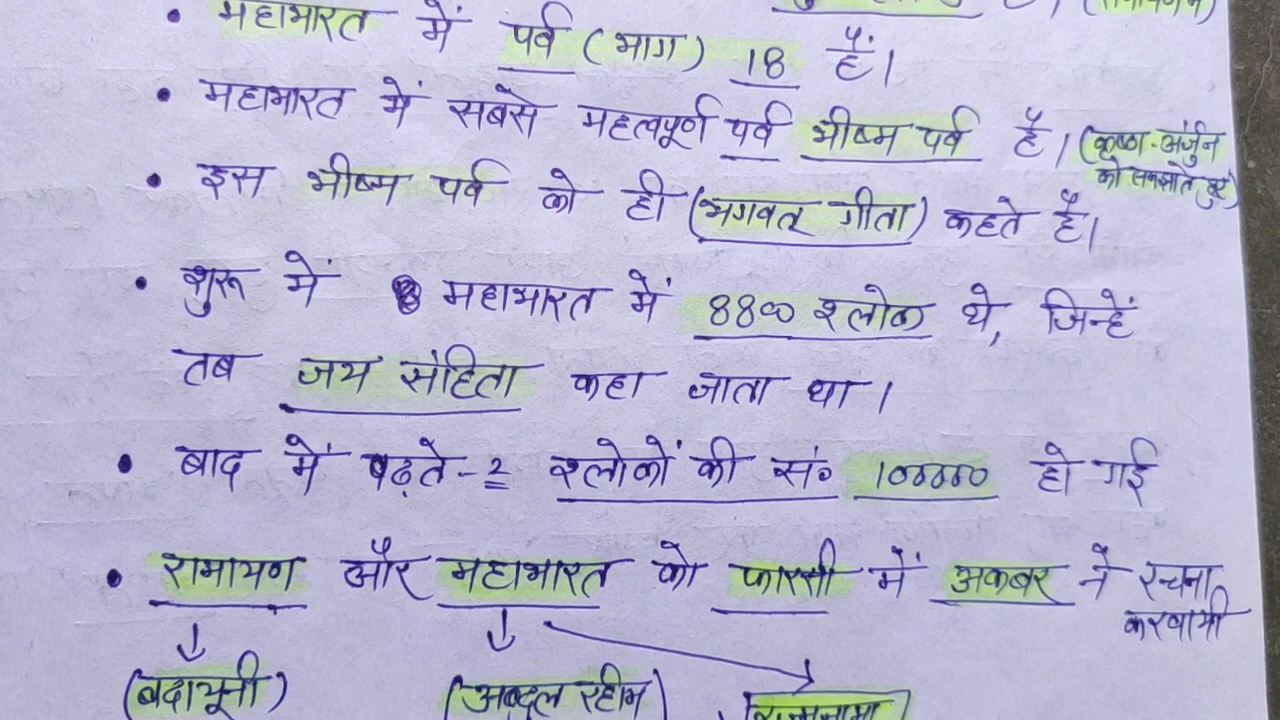 • महाभारत में पर्व (भाग) 18 हैं।
• महाभारत में सबसे महत्वपूर्ण पर्व भीष्म पर्व है। (कृष्ण-अर्जुन
को समझाते हुए)
• इस भीष्म पर्व को ही (भगवत गीता) कहते है।
• शुरू में महाभारत में 8800 श्लोक थे, जिन्हें
तब जय संहिता कहा जाता था।
• बाद में बढ़ते-२ श्लोकों की सं० 100000 हो गई
• रामायण और महाभारत को फारसी में अकबर ने रचना
करवायी
(बदायूनी) (अब्दुल रहीम)